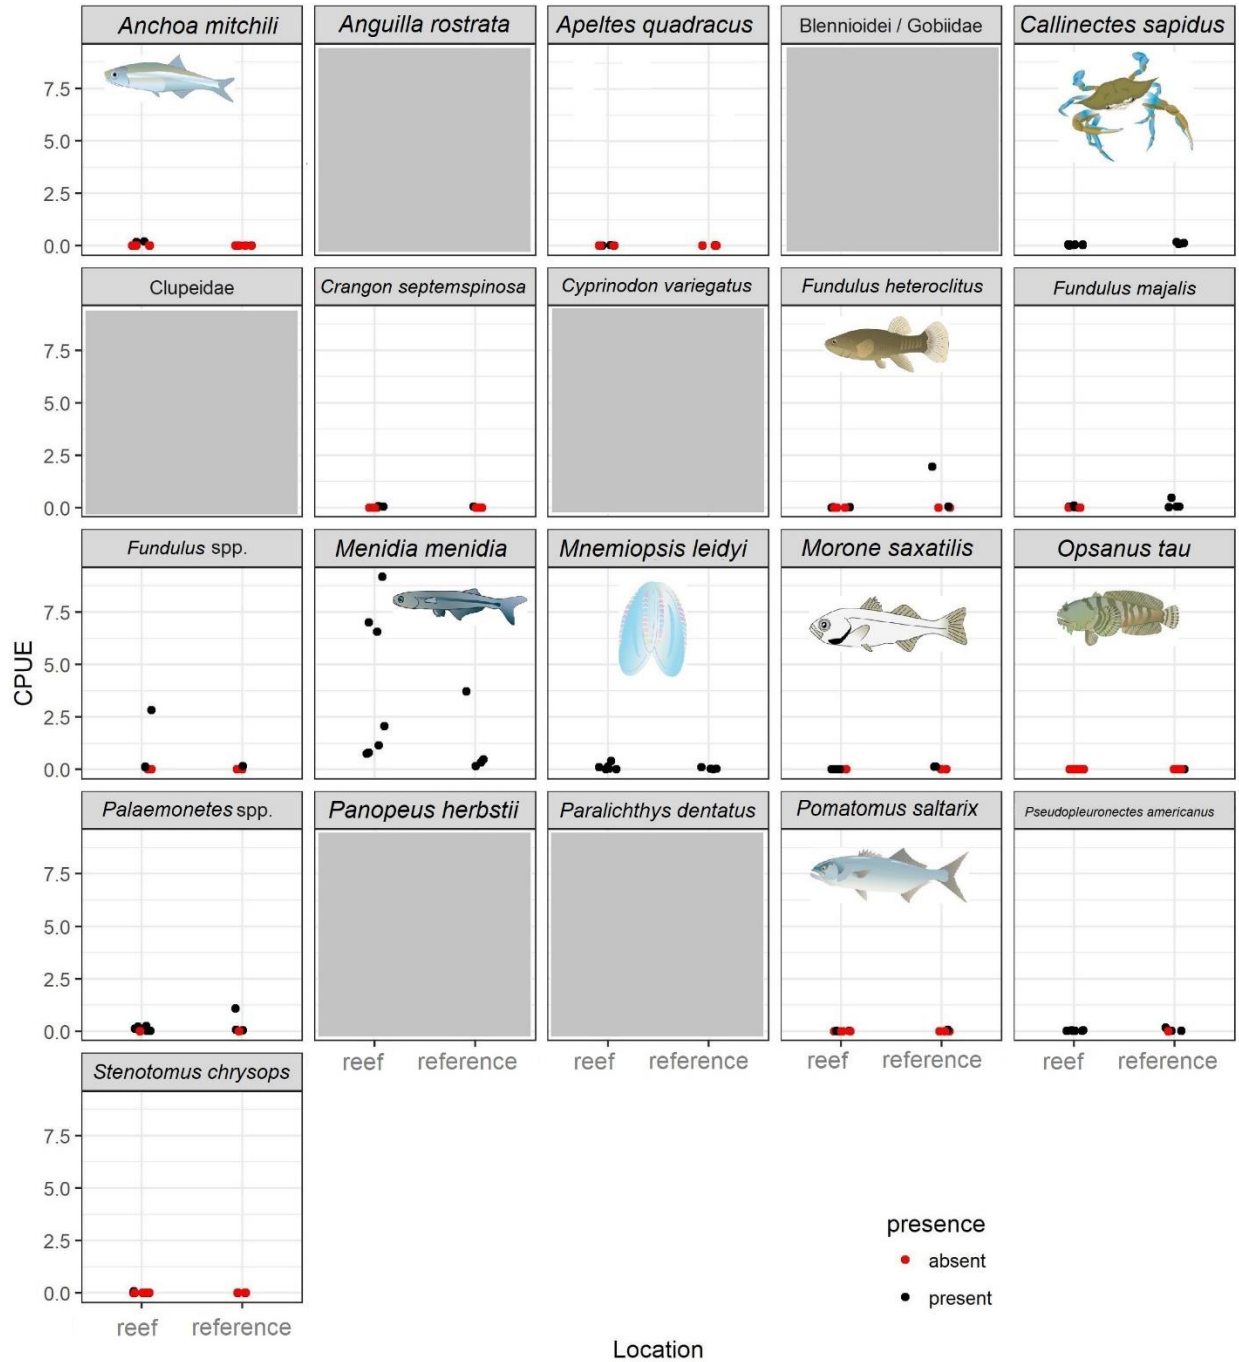 Anchoa mitchili
Anguilla rostrata
Apeltes quadracus
Blennioidei / Gobiidae
Callinectes sapidus
7.5
5.0
2.5
0.0
Clupeidae
Crangon septemspinosa
Cyprinodon variegatus
Fundulus heteroclitus
Fundulus majalis
7.5
5.0
2.5
0.0
Fundulus spp.
Menidia menidia
Mnemiopsis leidyi
Morone saxatilis
Opsanus tau
7.5
5.0
2.5
0.0
CPUE
Palaemonetes spp.
Panopeus herbstii
Paralichthys dentatus
Pomatomus saltarix
Pseudopleuronectes americanus
7.5
5.0
2.5
0.0
reef reference
reef reference
reef reference
reef reference
Stenotomus chrysops
7.5
5.0
2.5
0.0
reef reference
presence
absent
present
Location